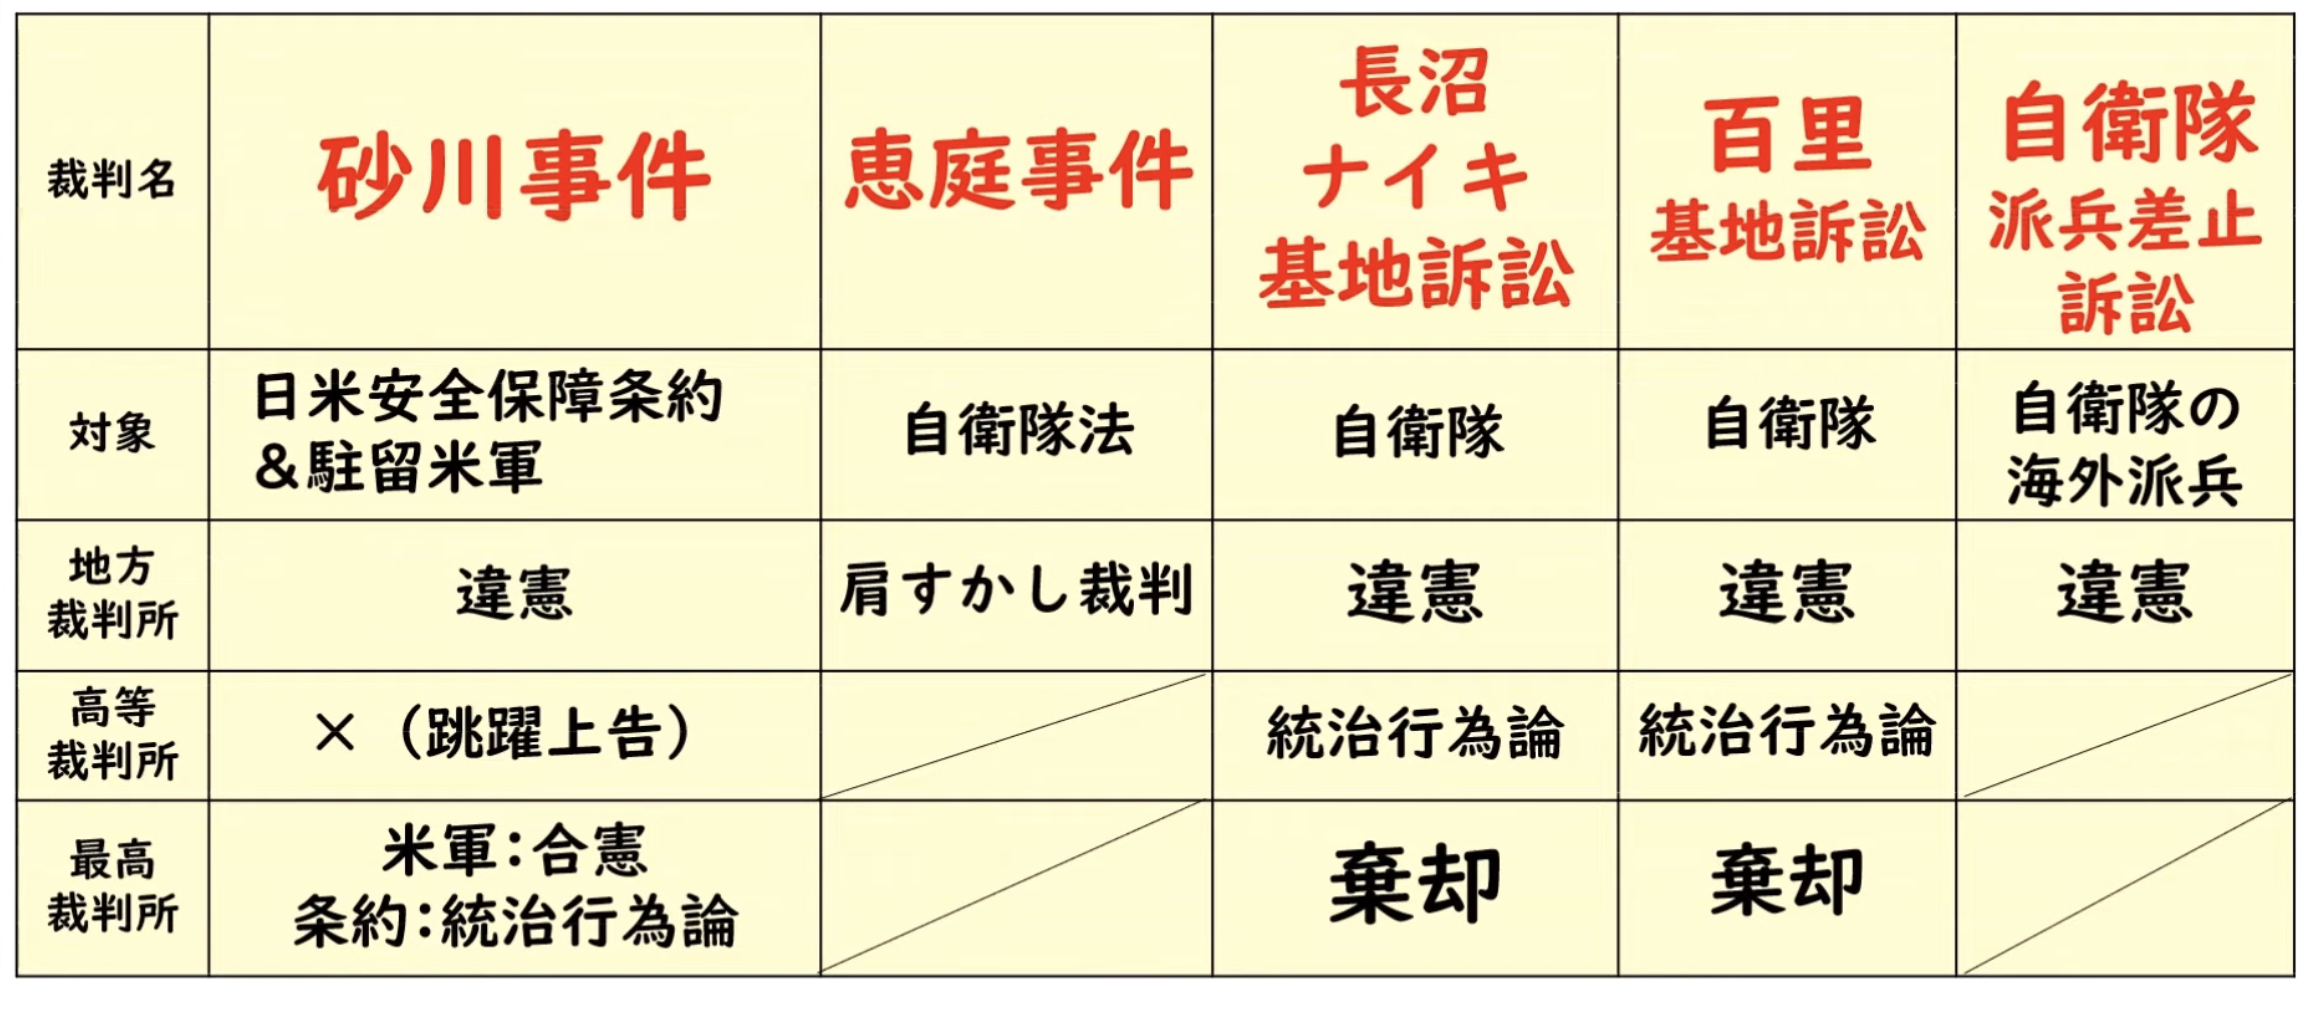 裁判名
砂川事件
恵庭事件
長沼
ナイキ
基地訴訟
百里
基地訴訟
自衛隊
派兵差止
訴訟
対象
日米安全保障条約
&駐留米軍
自衛隊法
自衛隊
自衛隊
自衛隊の
海外派兵
地方
裁判所
違憲
肩すかし裁判
違憲
違憲
違憲
高等
裁判所
×（跳躍上告）
統治行為論
統治行為論
最高
裁判所
米軍：合憲
条約：統治行為論
棄却
棄却